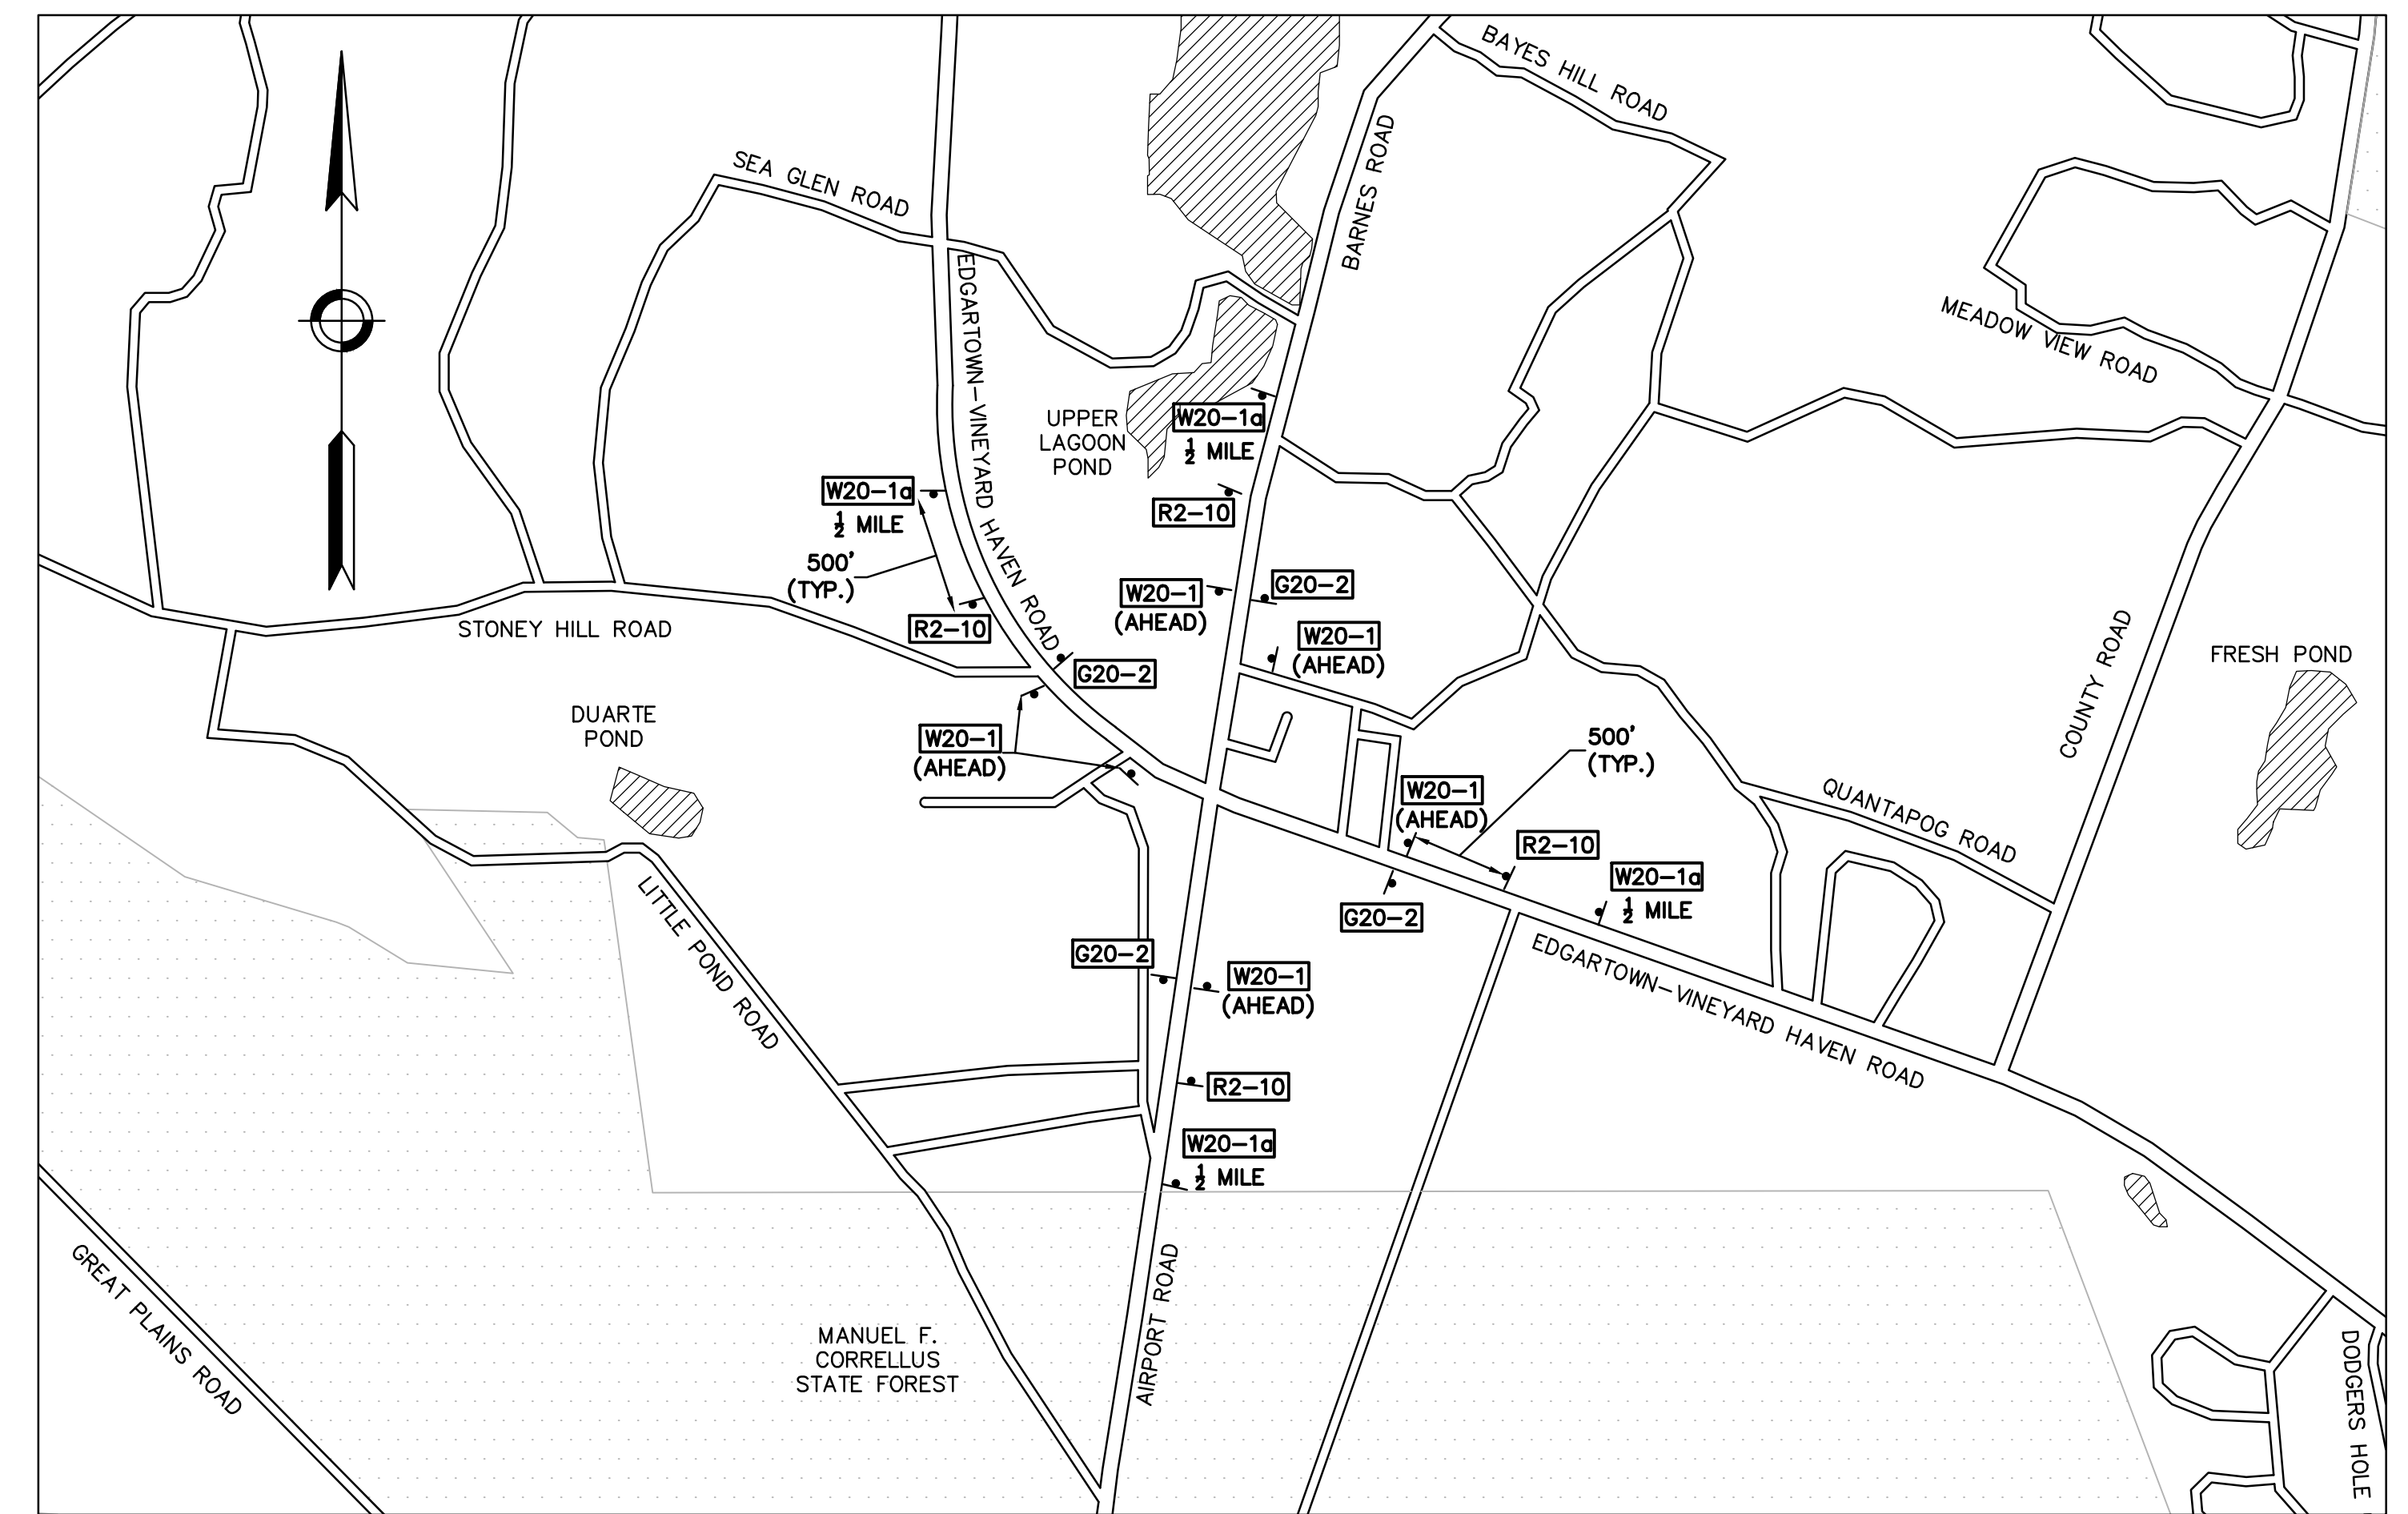 BAYES HILL ROAD
BARNES ROAD
SEA GLEN ROAD
EDGARTOWN-VINEYARD HAVEN ROAD
MEADOW VIEW ROAD
UPPER
LAGOON
POND
W20-1a
½ MILE
W20-1a
½ MILE
R2-10
500'
(TYP.)
R2-10
W20-1
(AHEAD)
G20-2
STONEY HILL ROAD
W20-1
(AHEAD)
G20-2
COUNTY ROAD
FRESH POND
DUARTE
POND
W20-1
(AHEAD)
500'
(TYP.)
W20-1
(AHEAD)
QUANTAPOG ROAD
R2-10
W20-1a
½ MILE
G20-2
LITTLE POND ROAD
G20-2
W20-1
(AHEAD)
EDGARTOWN-VINEYARD HAVEN ROAD
R2-10
W20-1a
½ MILE
GREAT PLAINS ROAD
AIRPORT ROAD
MANUEL F.
CORRELLUS
STATE FOREST
DODGERS HOLE